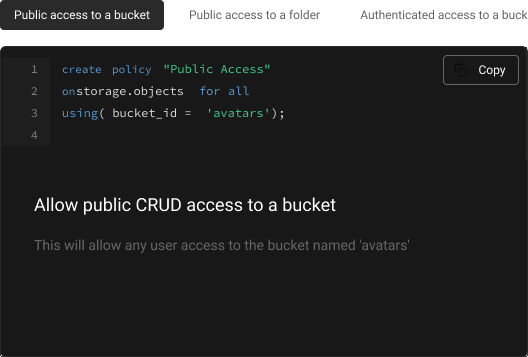 Public access to a bucket Public access to a folder Authenticated access to a buck
1 create policy "Public Access"
Copy
2 onstorage.objects for all
3 using( bucket_id = 'avatars');
4
Allow public CRUD access to a bucket
This will allow any user access to the bucket named 'avatars'